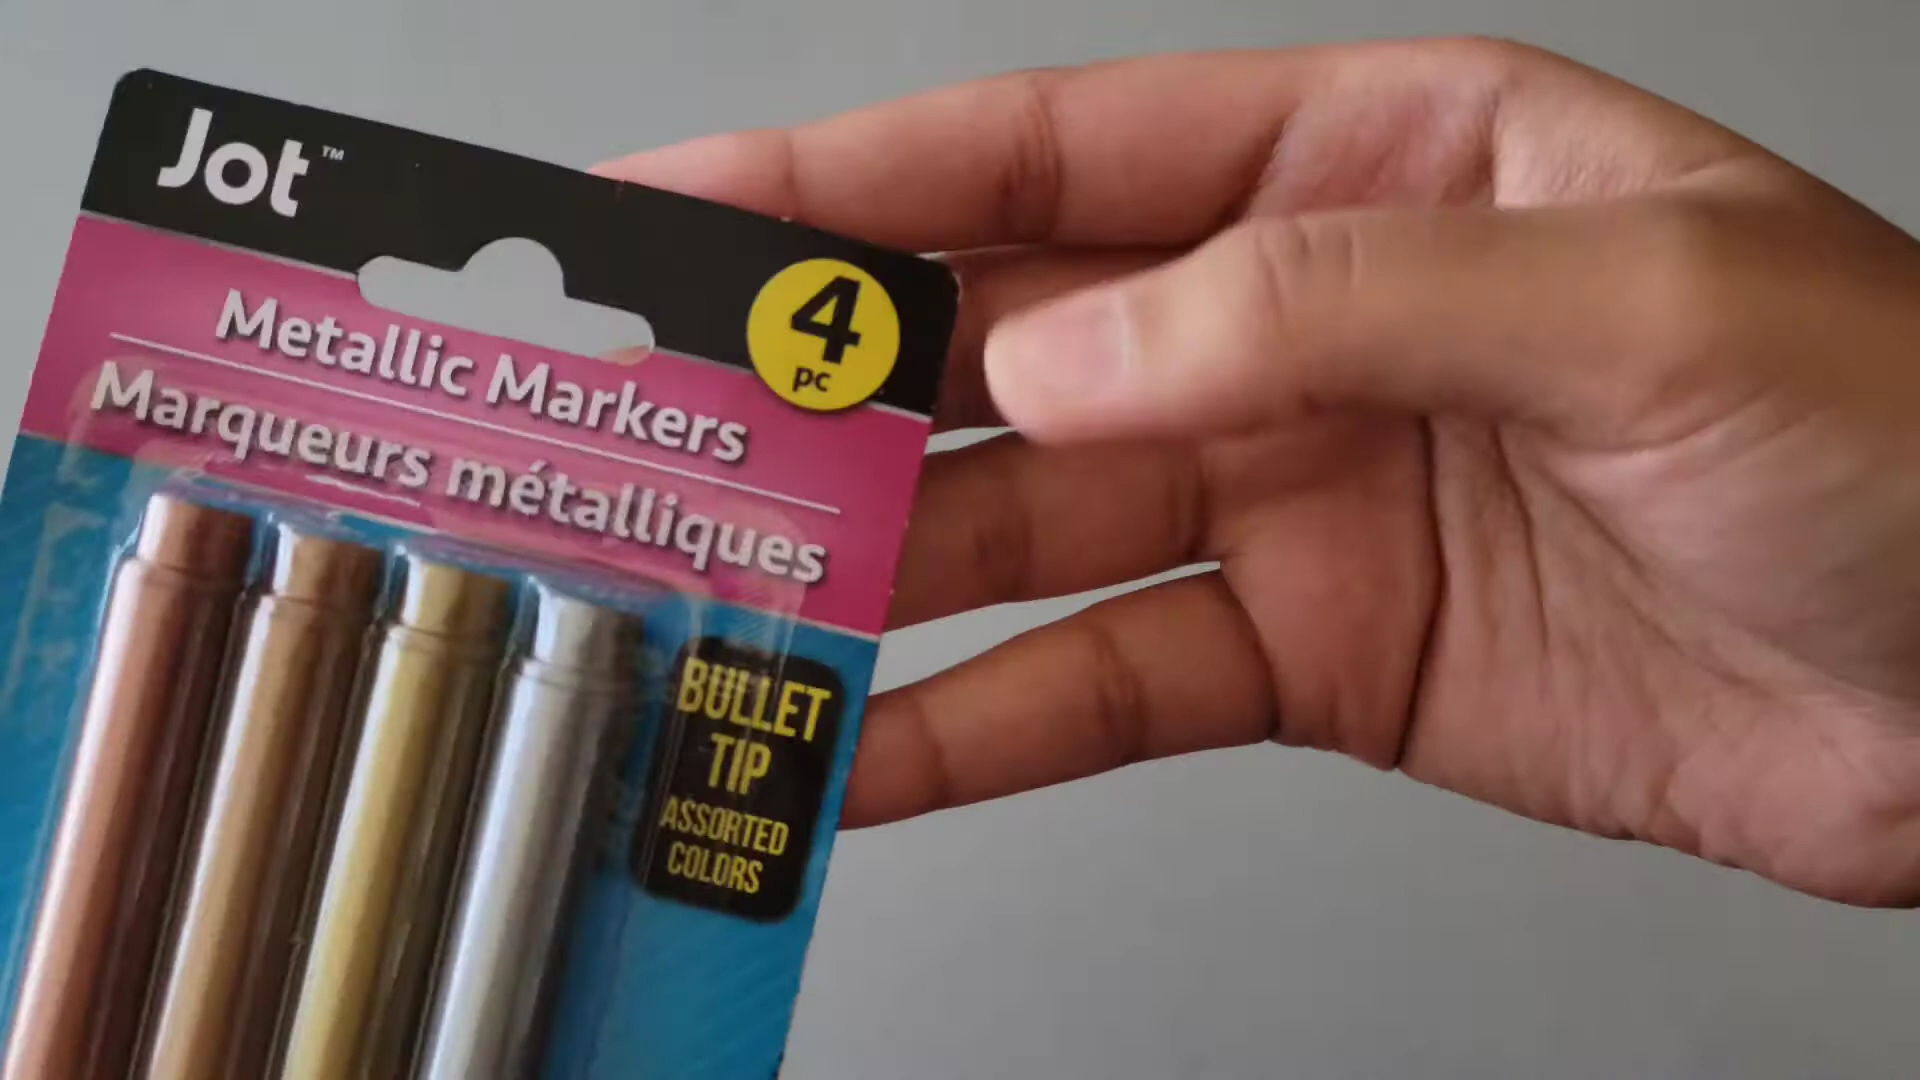 Jot™
4
pc
Metallic Markers
Marqueurs métalliques
BULLET
TIP
ASSORTED
COLORS